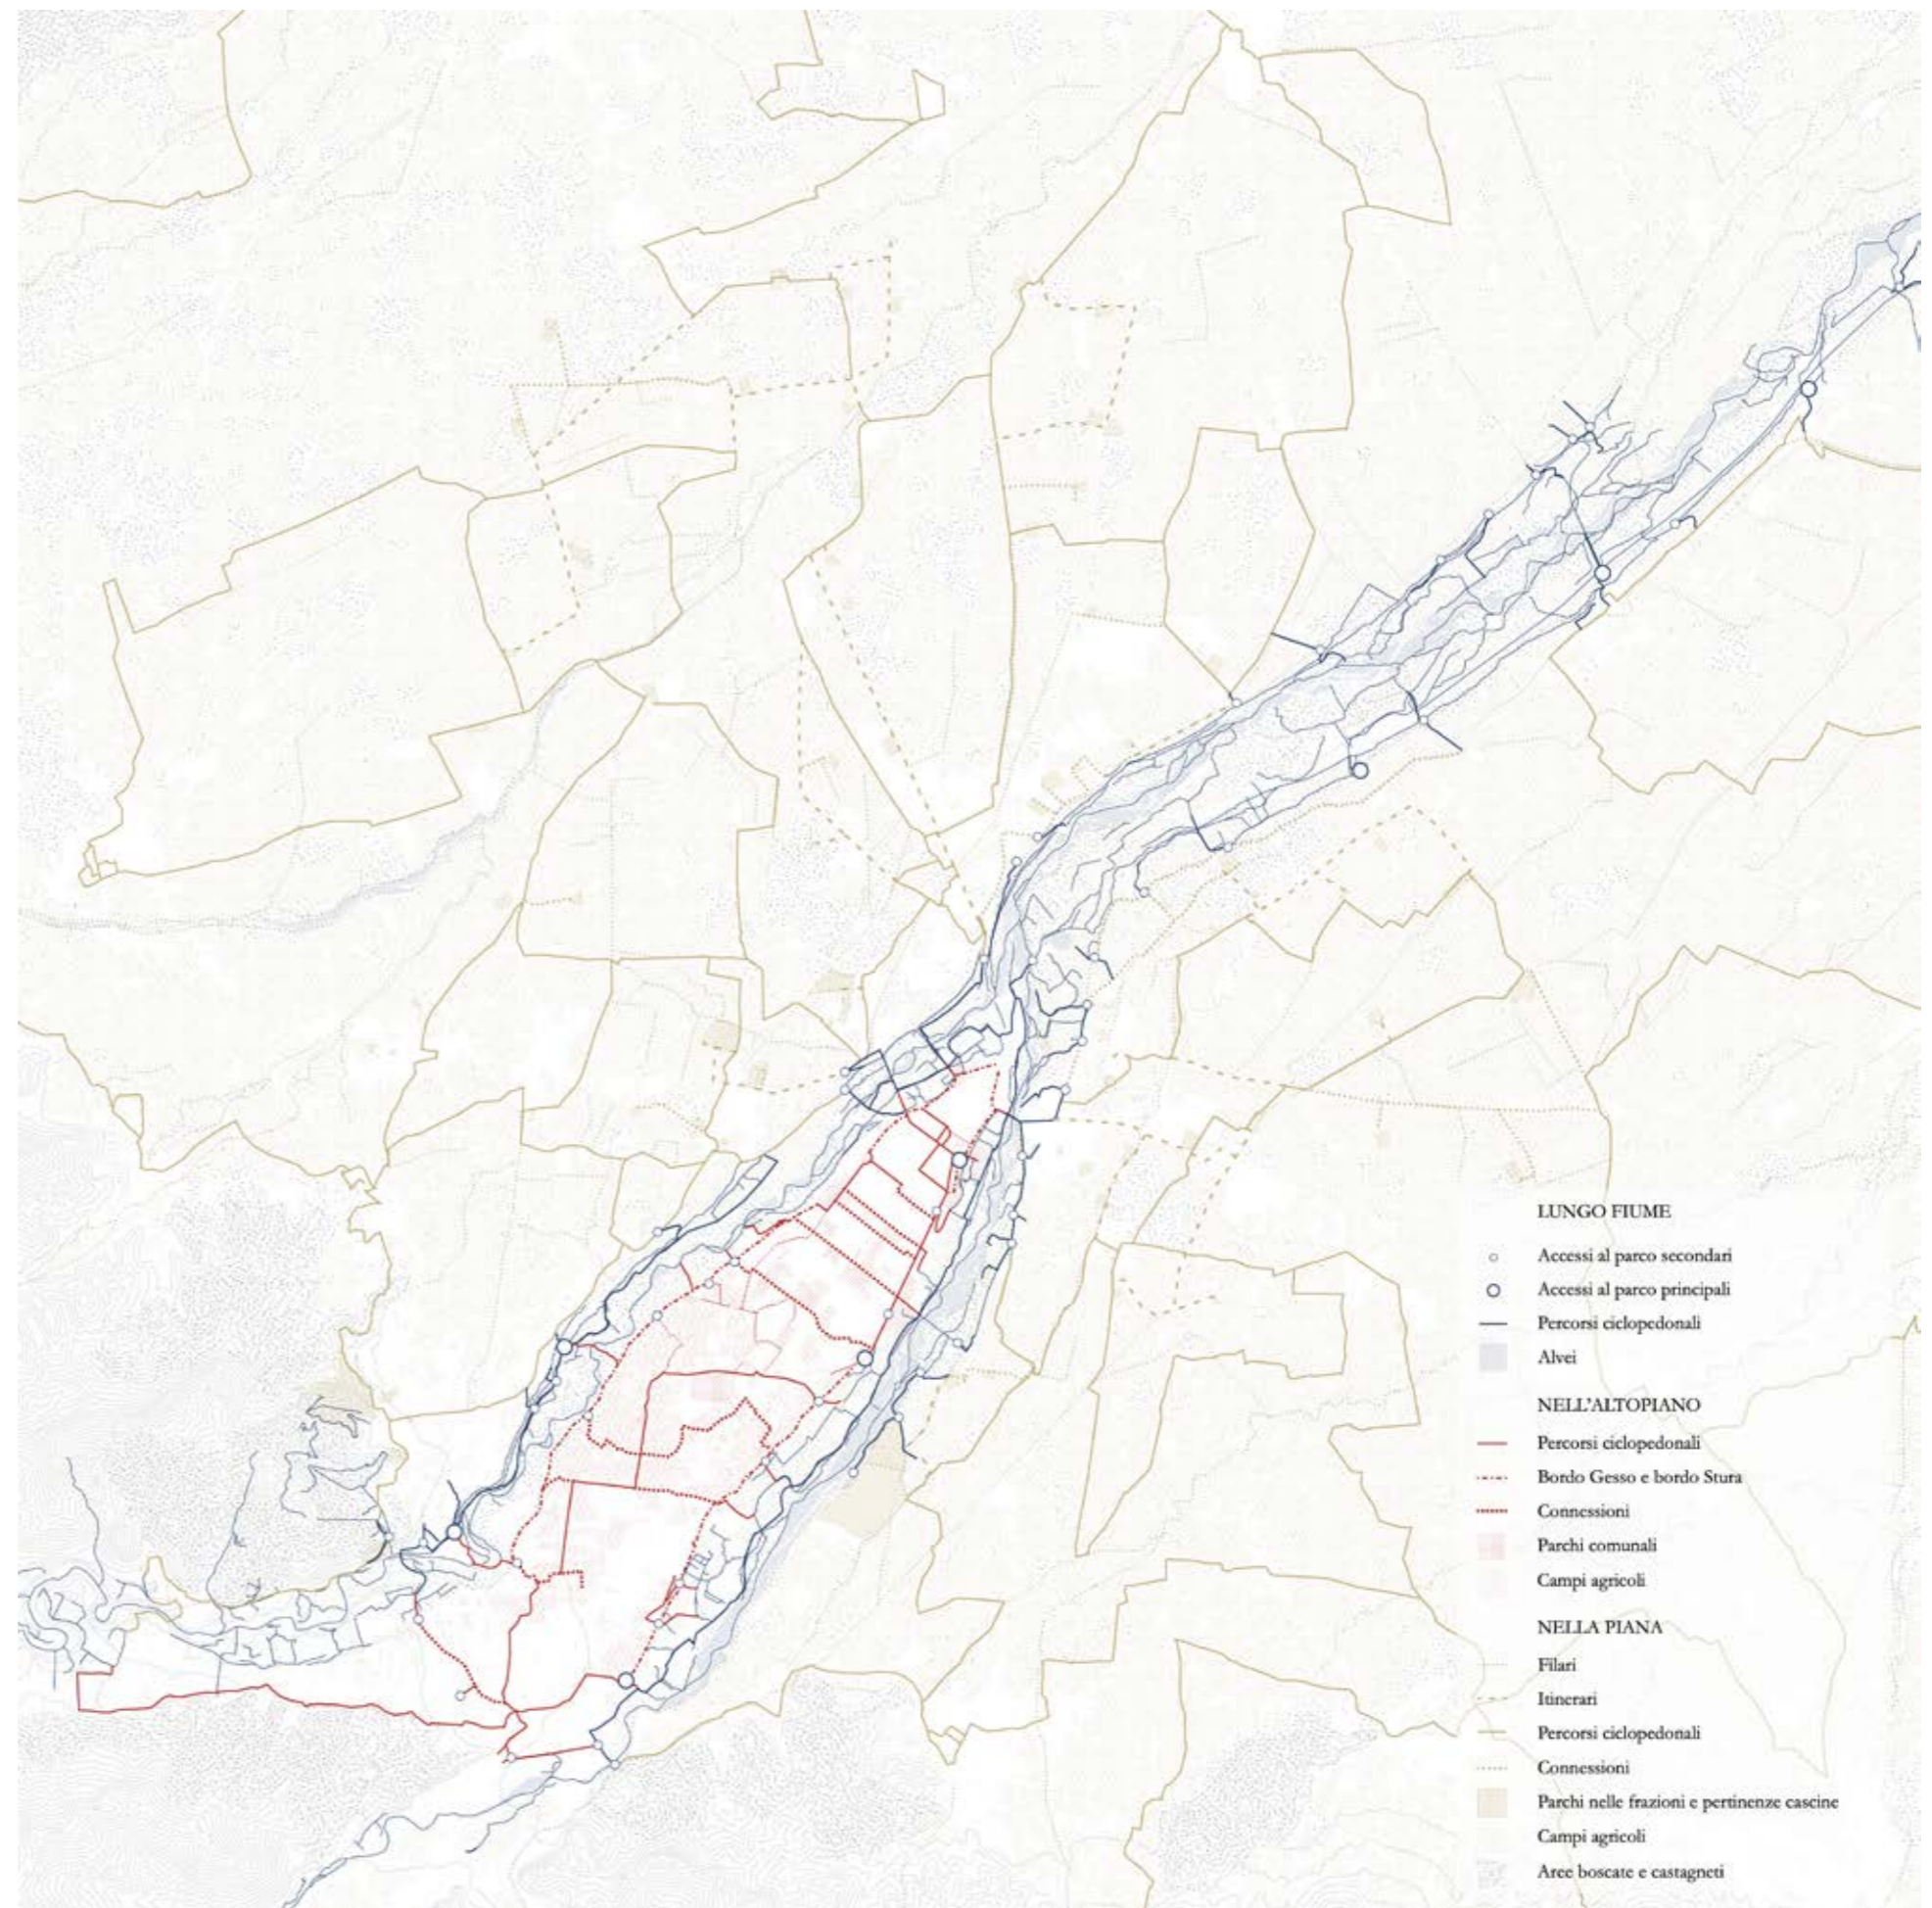 LUNGO FIUME
Accessi al parco secondari
Accessi al parco principali
Percorsi ciclopedonali
Alvei
NELL'ALTOPIANO
Percorsi ciclopedonali
Bordo Gesso e bordo Stura
Connessioni
Parchi comunali
Campi agricoli
NELLA PIANA
Filari
Itinerari
Percorsi ciclopedonali
Connessioni
Parchi nelle frazioni e pertinenze cascine
Campi agricoli
Aree boscate e castagneti